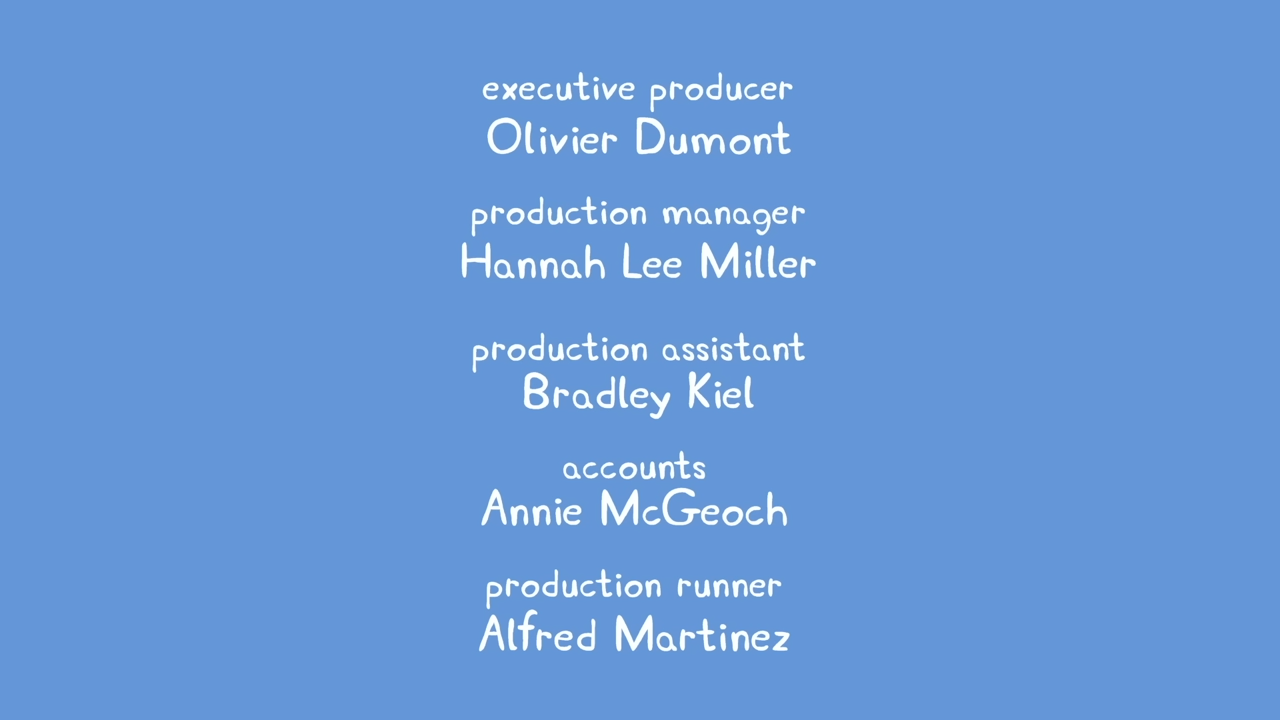 executive producer
Olivier Dumont
production manager
Hannah Lee Miller
production assistant
Bradley Kiel
accounts
Annie McGeoch
production runner
Alfred Martinez